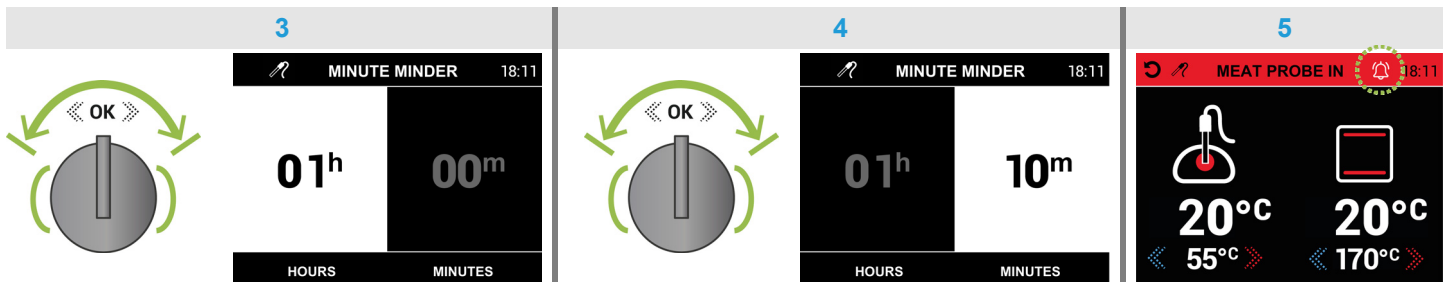 3
OK
MINUTE MINDER 18:11
01h 00m
HOURS MINUTES
4
OK
MINUTE MINDER 18:11
01h 10m
HOURS MINUTES
5
MEAT PROBE IN 18:11
20°C 20°C
55°C 170°C